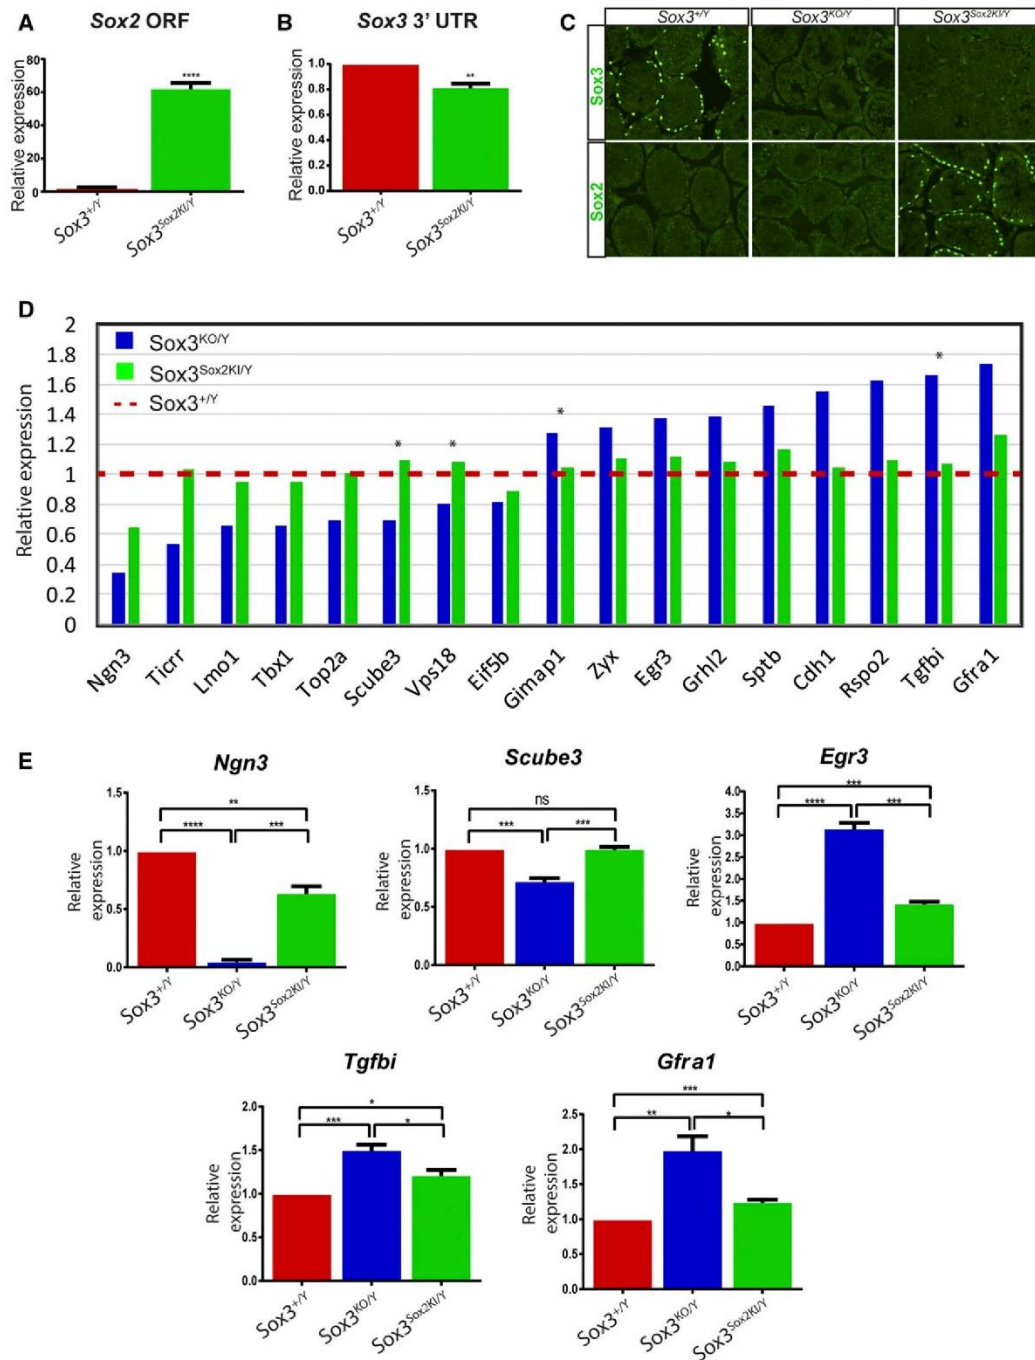 A Sox2 ORF
Relative expression
80
60
40
20
0
****
Sox3+/Y
Sox3Sox2KI/Y
B Sox3 3' UTR
Relative expression
1.0
0.8
0.6
0.4
0.2
0.0
**
Sox3+/Y
Sox3Sox2KI/Y
C
Sox3+/Y Sox3KO/Y Sox3Sox2KI/Y
Sox3
Sox2
D
Relative expression
2
1.8
1.6
1.4
1.2
1
0.8
0.6
0.4
0.2
0
Sox3KO/Y
Sox3Sox2KI/Y
Sox3+/Y
* * * *
Ngn3 Ticrr Lmo1 Tbx1 Top2a Scube3 Vps18 Eif5b Gimap1 Zyx Egr3 Grhl2 Sptb Cdh1 Rspo2 Tgfbi Gfra1
E
Ngn3
Relative
expression
1.5
1.0
0.5
0.0
**
**** ***
Sox3+/Y
Sox3KO/Y
Sox3Sox2KI/Y
Scube3
Relative
expression
1.5
1.0
0.5
0.0
ns
*** ***
Sox3+/Y
Sox3KO/Y
Sox3Sox2KI/Y
Egr3
Relative
expression
4.0
3.5
3.0
2.5
2.0
1.5
1.0
0.5
0.0
***
**** ***
Sox3+/Y
Sox3KO/Y
Sox3Sox2KI/Y
Tgfbi
Relative
expression
2.0
1.5
1.0
0.5
0.0
*
*** *
Sox3+/Y
Sox3KO/Y
Sox3Sox2KI/Y
Gfra1
Relative
expression
2.5
2.0
1.5
1.0
0.5
0.0
***
** *
Sox3+/Y
Sox3KO/Y
Sox3Sox2KI/Y